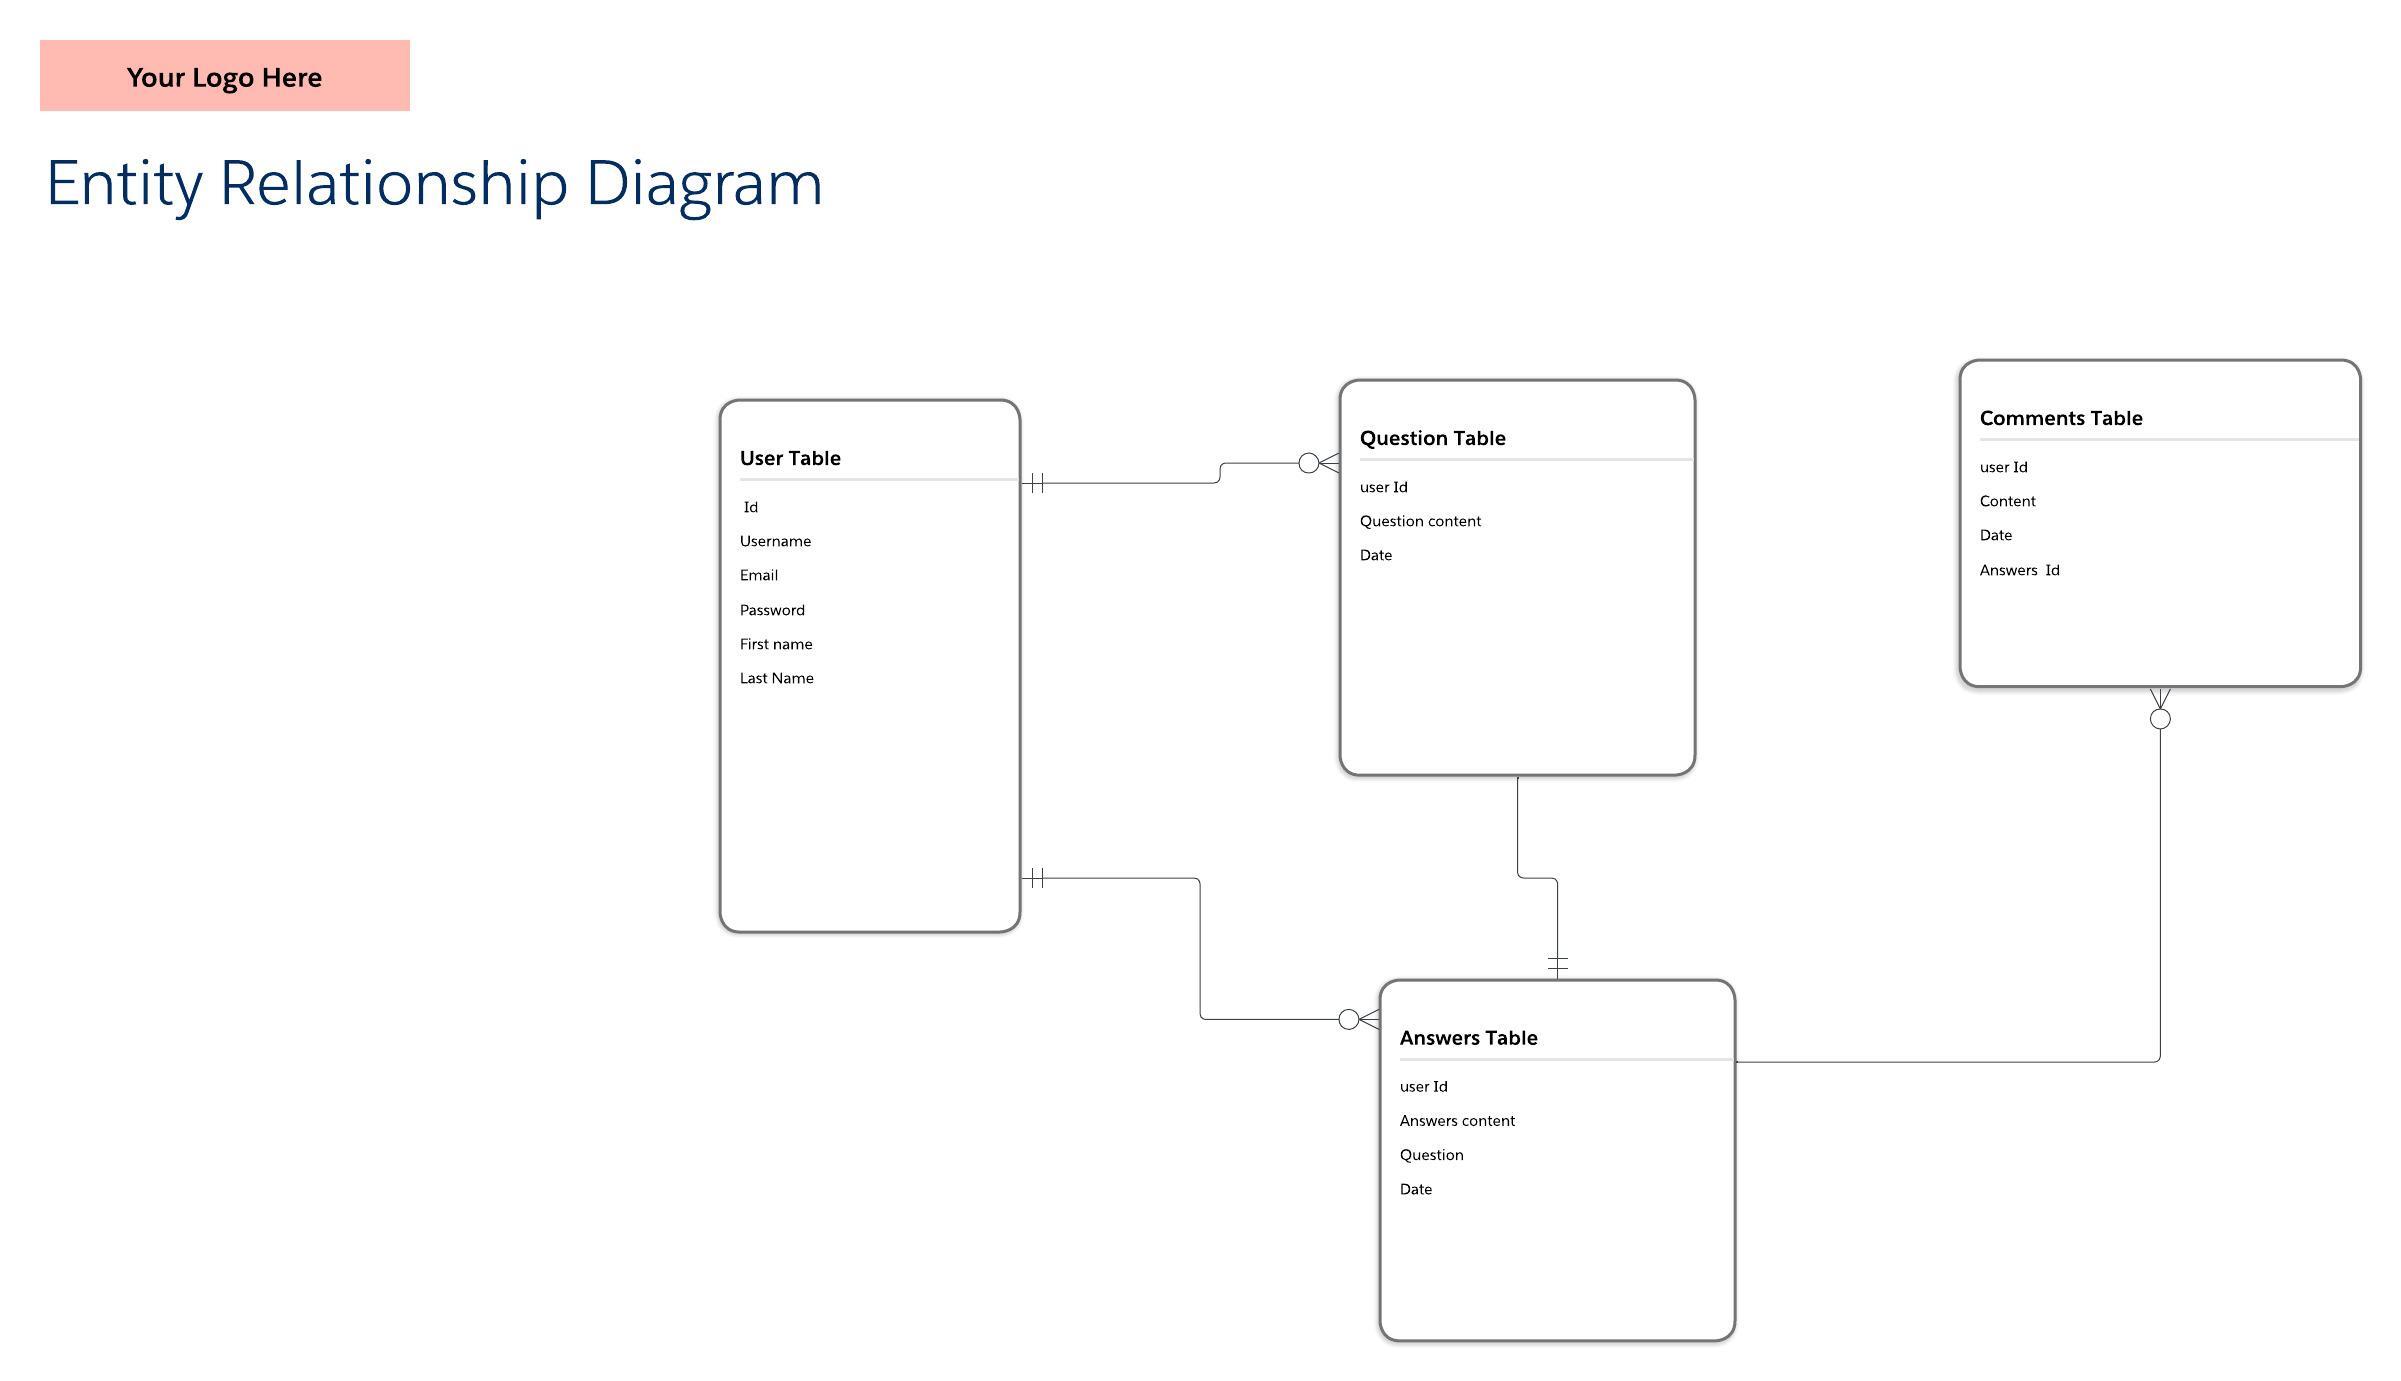 Your Logo Here
Entity Relationship Diagram
User Table
Id
Username
Email
Password
First name
Last Name
Question Table
user Id
Question content
Date
Comments Table
user Id
Content
Date
Answers  Id
Answers Table
user Id
Answers content
Question
Date